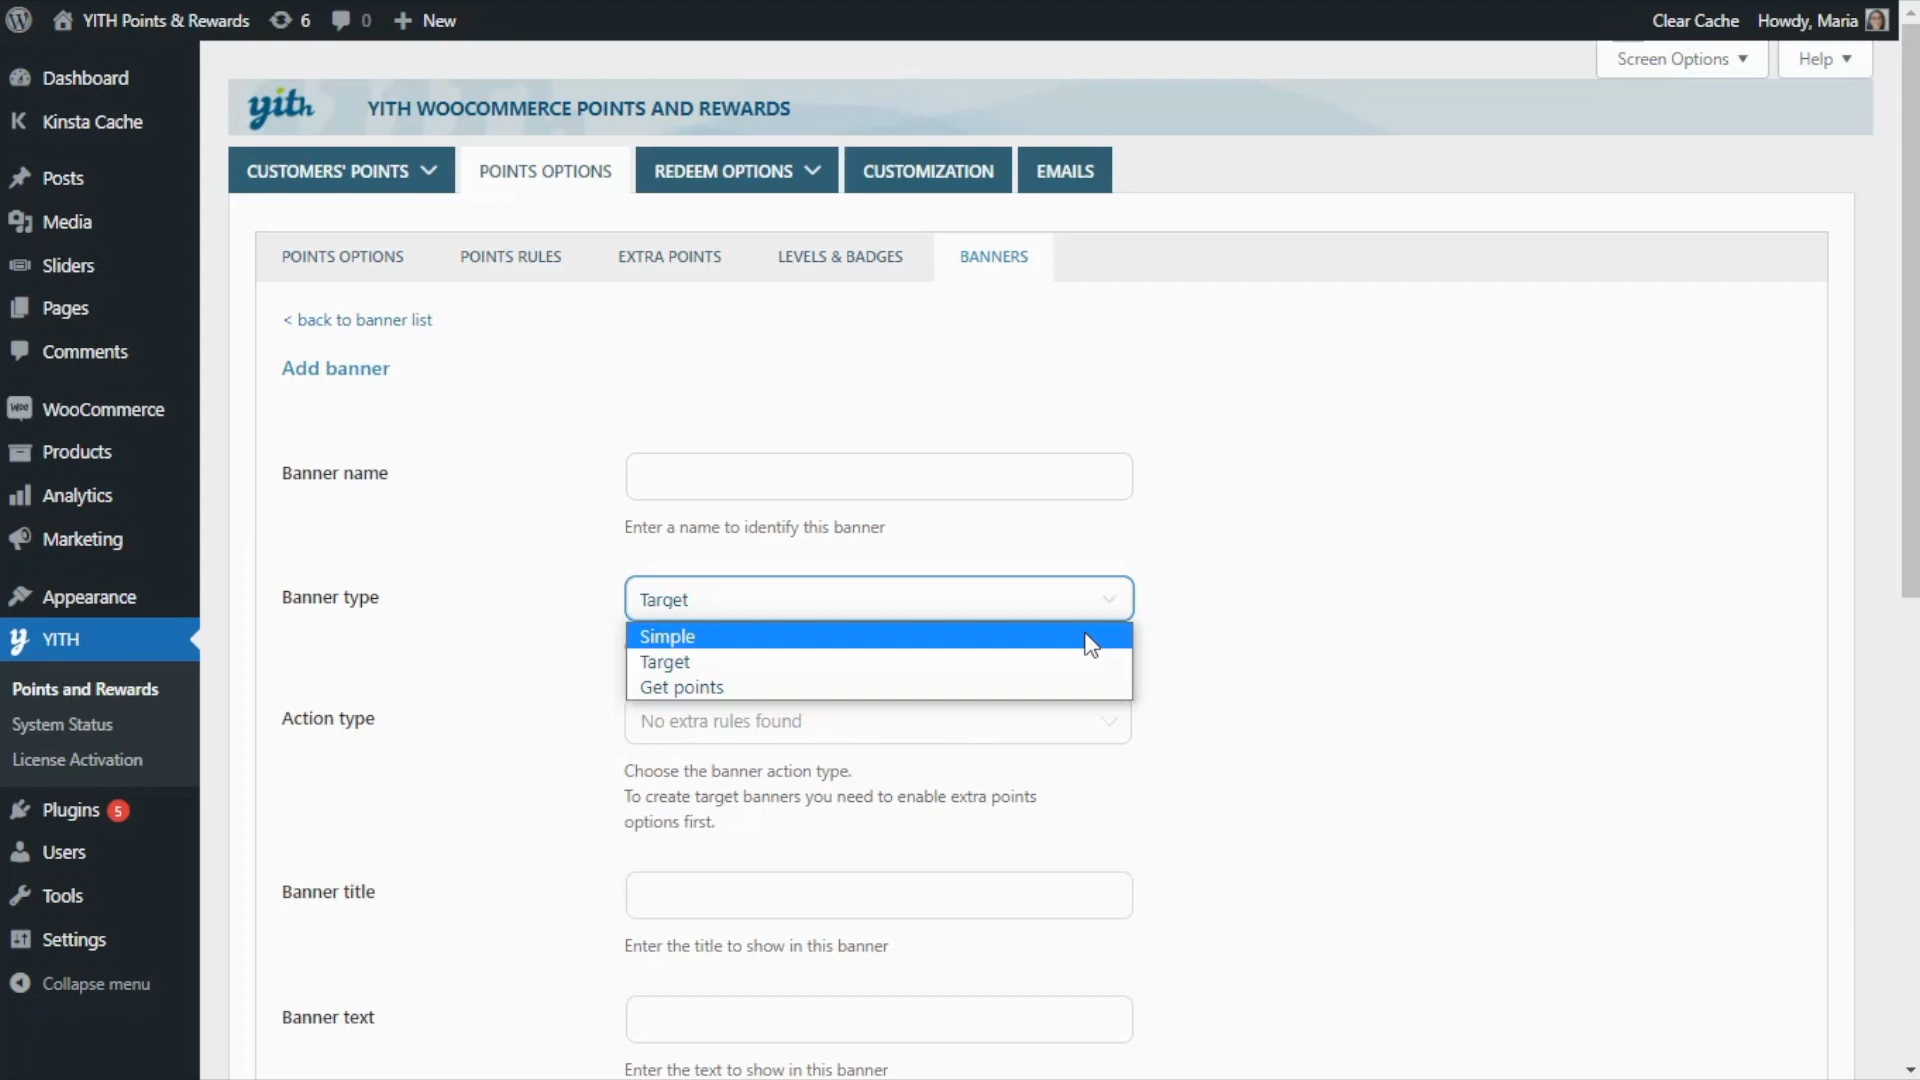 YITH Points & Rewards 6 0 New Clear Cache Howdy, Maria
Screen Options Help
Dashboard
Kinsta Cache
Posts
Media
Sliders
Pages
Comments
WooCommerce
Products
Analytics
Marketing
Appearance
YITH
Points and Rewards
System Status
License Activation
Plugins 5
Users
Tools
Settings
Collapse menu
yith YITH WOOCOMMERCE POINTS AND REWARDS
CUSTOMERS' POINTS POINTS OPTIONS REDEEM OPTIONS CUSTOMIZATION EMAILS
POINTS OPTIONS POINTS RULES EXTRA POINTS LEVELS & BADGES BANNERS
< back to banner list
Add banner
Banner name
Enter a name to identify this banner
Banner type Target
Simple
Target
Get points
Action type No extra rules found
Choose the banner action type.
To create target banners you need to enable extra points
options first.
Banner title
Enter the title to show in this banner
Banner text
Enter the text to show in this banner